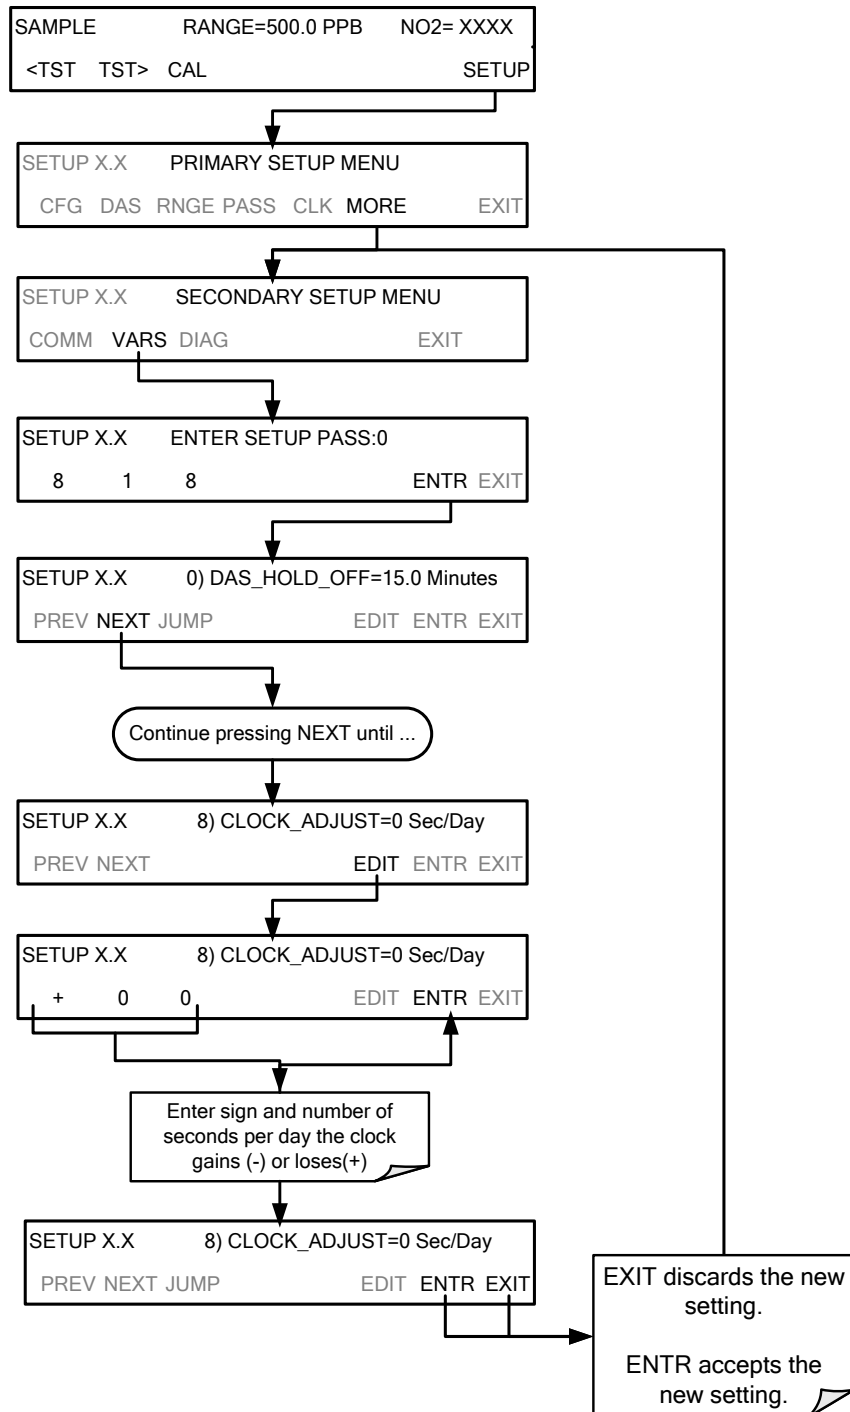 SAMPLE RANGE=500.0 PPB NO2= XXXX
<TST TST> CAL SETUP
SETUP X.X PRIMARY SETUP MENU
CFG DAS RNGE PASS CLK MORE EXIT
SETUP X.X SECONDARY SETUP MENU
COMM VARS DIAG EXIT
SETUP X.X ENTER SETUP PASS:0
8 1 8 ENTR EXIT
SETUP X.X 0) DAS_HOLD_OFF=15.0 Minutes
PREV NEXT JUMP EDIT ENTR EXIT
Continue pressing NEXT until ...
SETUP X.X 8) CLOCK_ADJUST=0 Sec/Day
PREV NEXT EDIT ENTR EXIT
SETUP X.X 8) CLOCK_ADJUST=0 Sec/Day
+ 0 0 EDIT ENTR EXIT
Enter sign and number of
seconds per day the clock
gains (-) or loses(+)
SETUP X.X 8) CLOCK_ADJUST=0 Sec/Day
PREV NEXT JUMP EDIT ENTR EXIT
EXIT discards the new
setting.
ENTR accepts the
new setting.